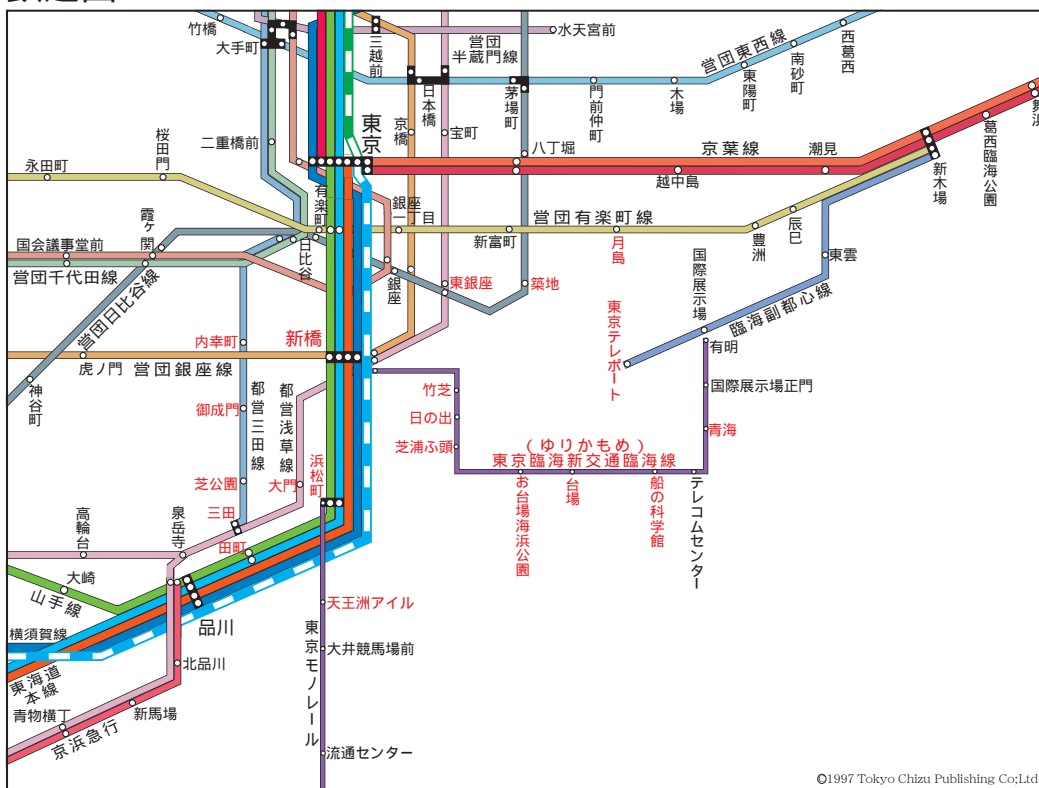 竹橋
大手町
三越前
営団
半蔵門線
水天宮前
営団東西線
西葛西
南砂町
東陽町
木場
門前仲町
茅場町
日本橋
京橋
宝町
八丁堀
東京
二重橋前
桜田門
永田町
京葉線
越中島
潮見
新木場
葛西臨海公園
舞浜
有楽町
銀座一丁目
新富町
営団有楽町線
月島
豊洲
辰巳
東雲
国際展示場
霞ヶ関
国会議事堂前
営団千代田線
営団日比谷線
日比谷
銀座
東銀座
築地
東京テレポート
臨海副都心線
有明
国際展示場正門
青海
内幸町
新橋
虎ノ門
営団銀座線
神谷町
御成門
都営三田線
都営浅草線
竹芝
日の出
芝浦ふ頭
(ゆりかもめ)
東京臨海新交通臨海線
お台場海浜公園
台場
船の科学館
テレコムセンター
芝公園
大門
浜松町
三田
田町
高輪台
泉岳寺
大崎
山手線
品川
横須賀線
東海道
本線
北品川
新馬場
青物横丁
京浜急行
天王洲アイル
東京モノレール
大井競馬場前
流通センター
©1997 Tokyo Chizu Publishing Co;Ltd